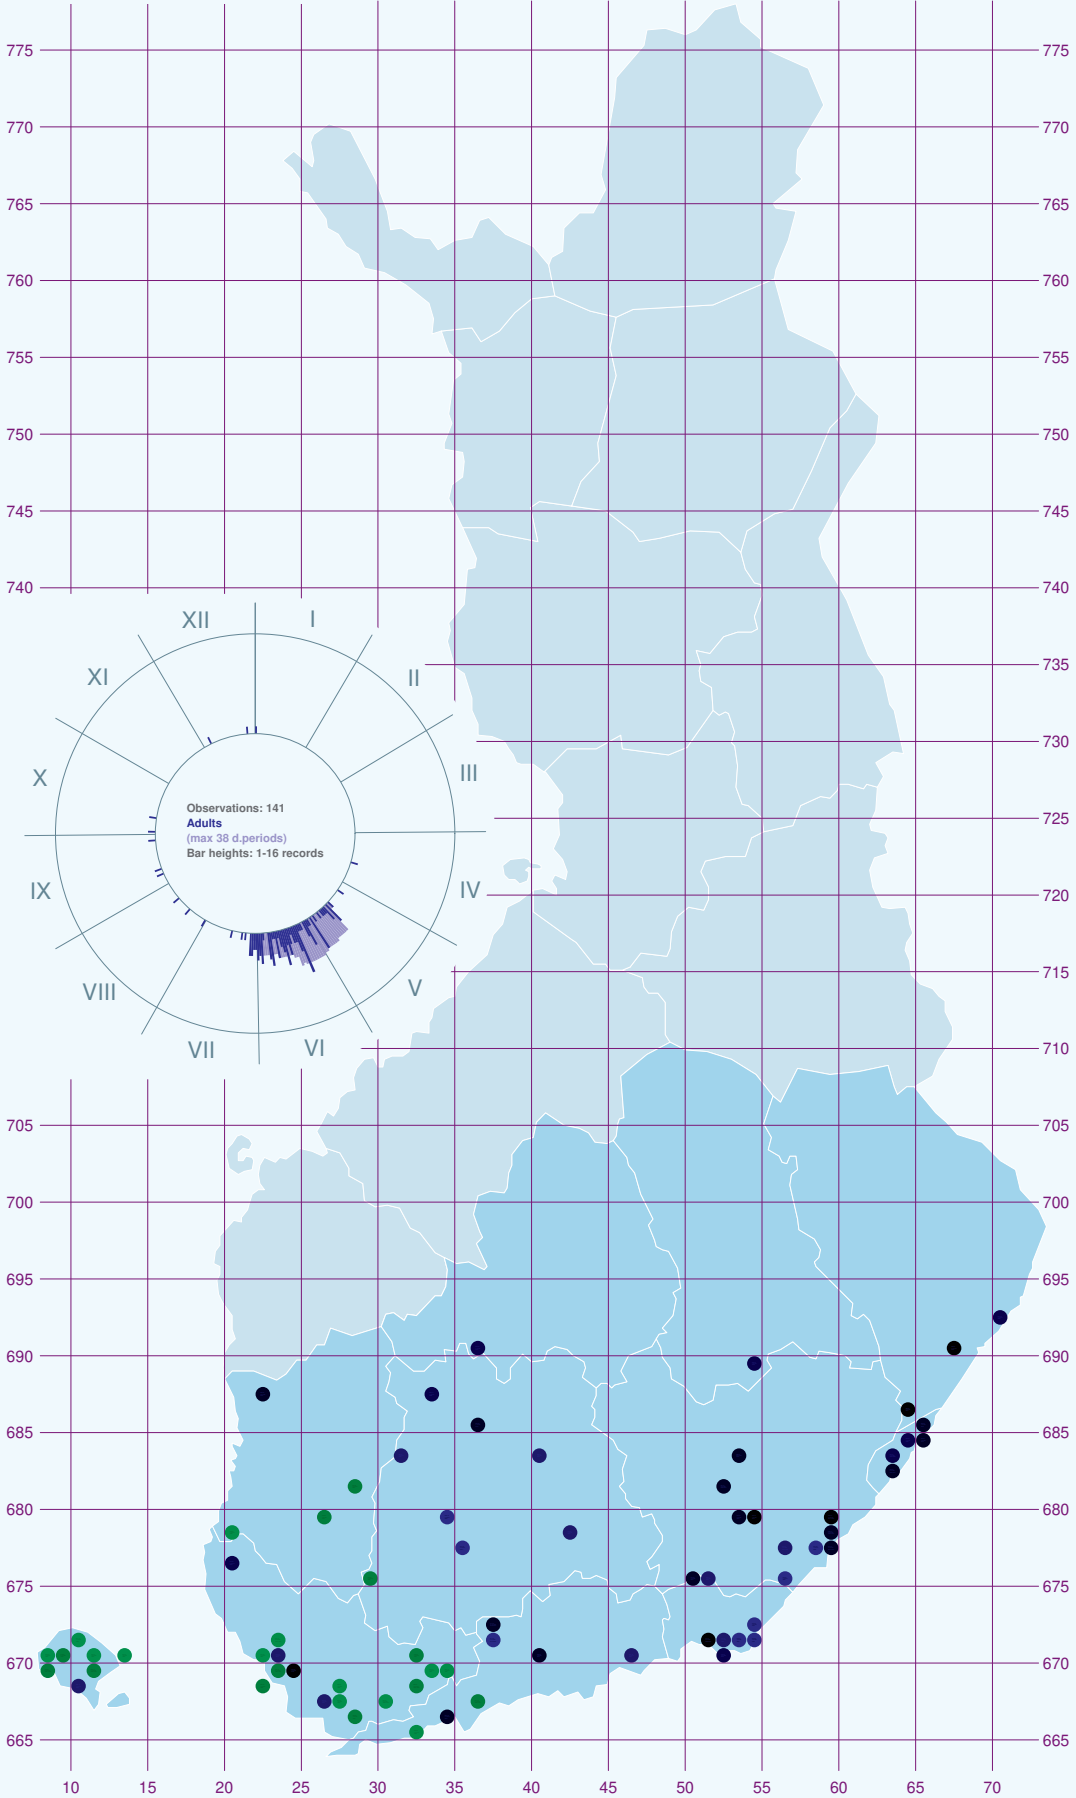 775 775
770 770
765 765
760 760
755 755
750 750
745 745
740 740
XII I
735
XI II
730
X III
Observations: 141
Adults
725
(max 38 d.periods)
Bar heights: 1-16 records
IX IV
720
VIII V
715
VII VI
710
705 705
700 700
695 695
690 690
685 685
680 680
675 675
670 670
665 665
10 15 20 25 30 35 40 45 50 55 60 65 70